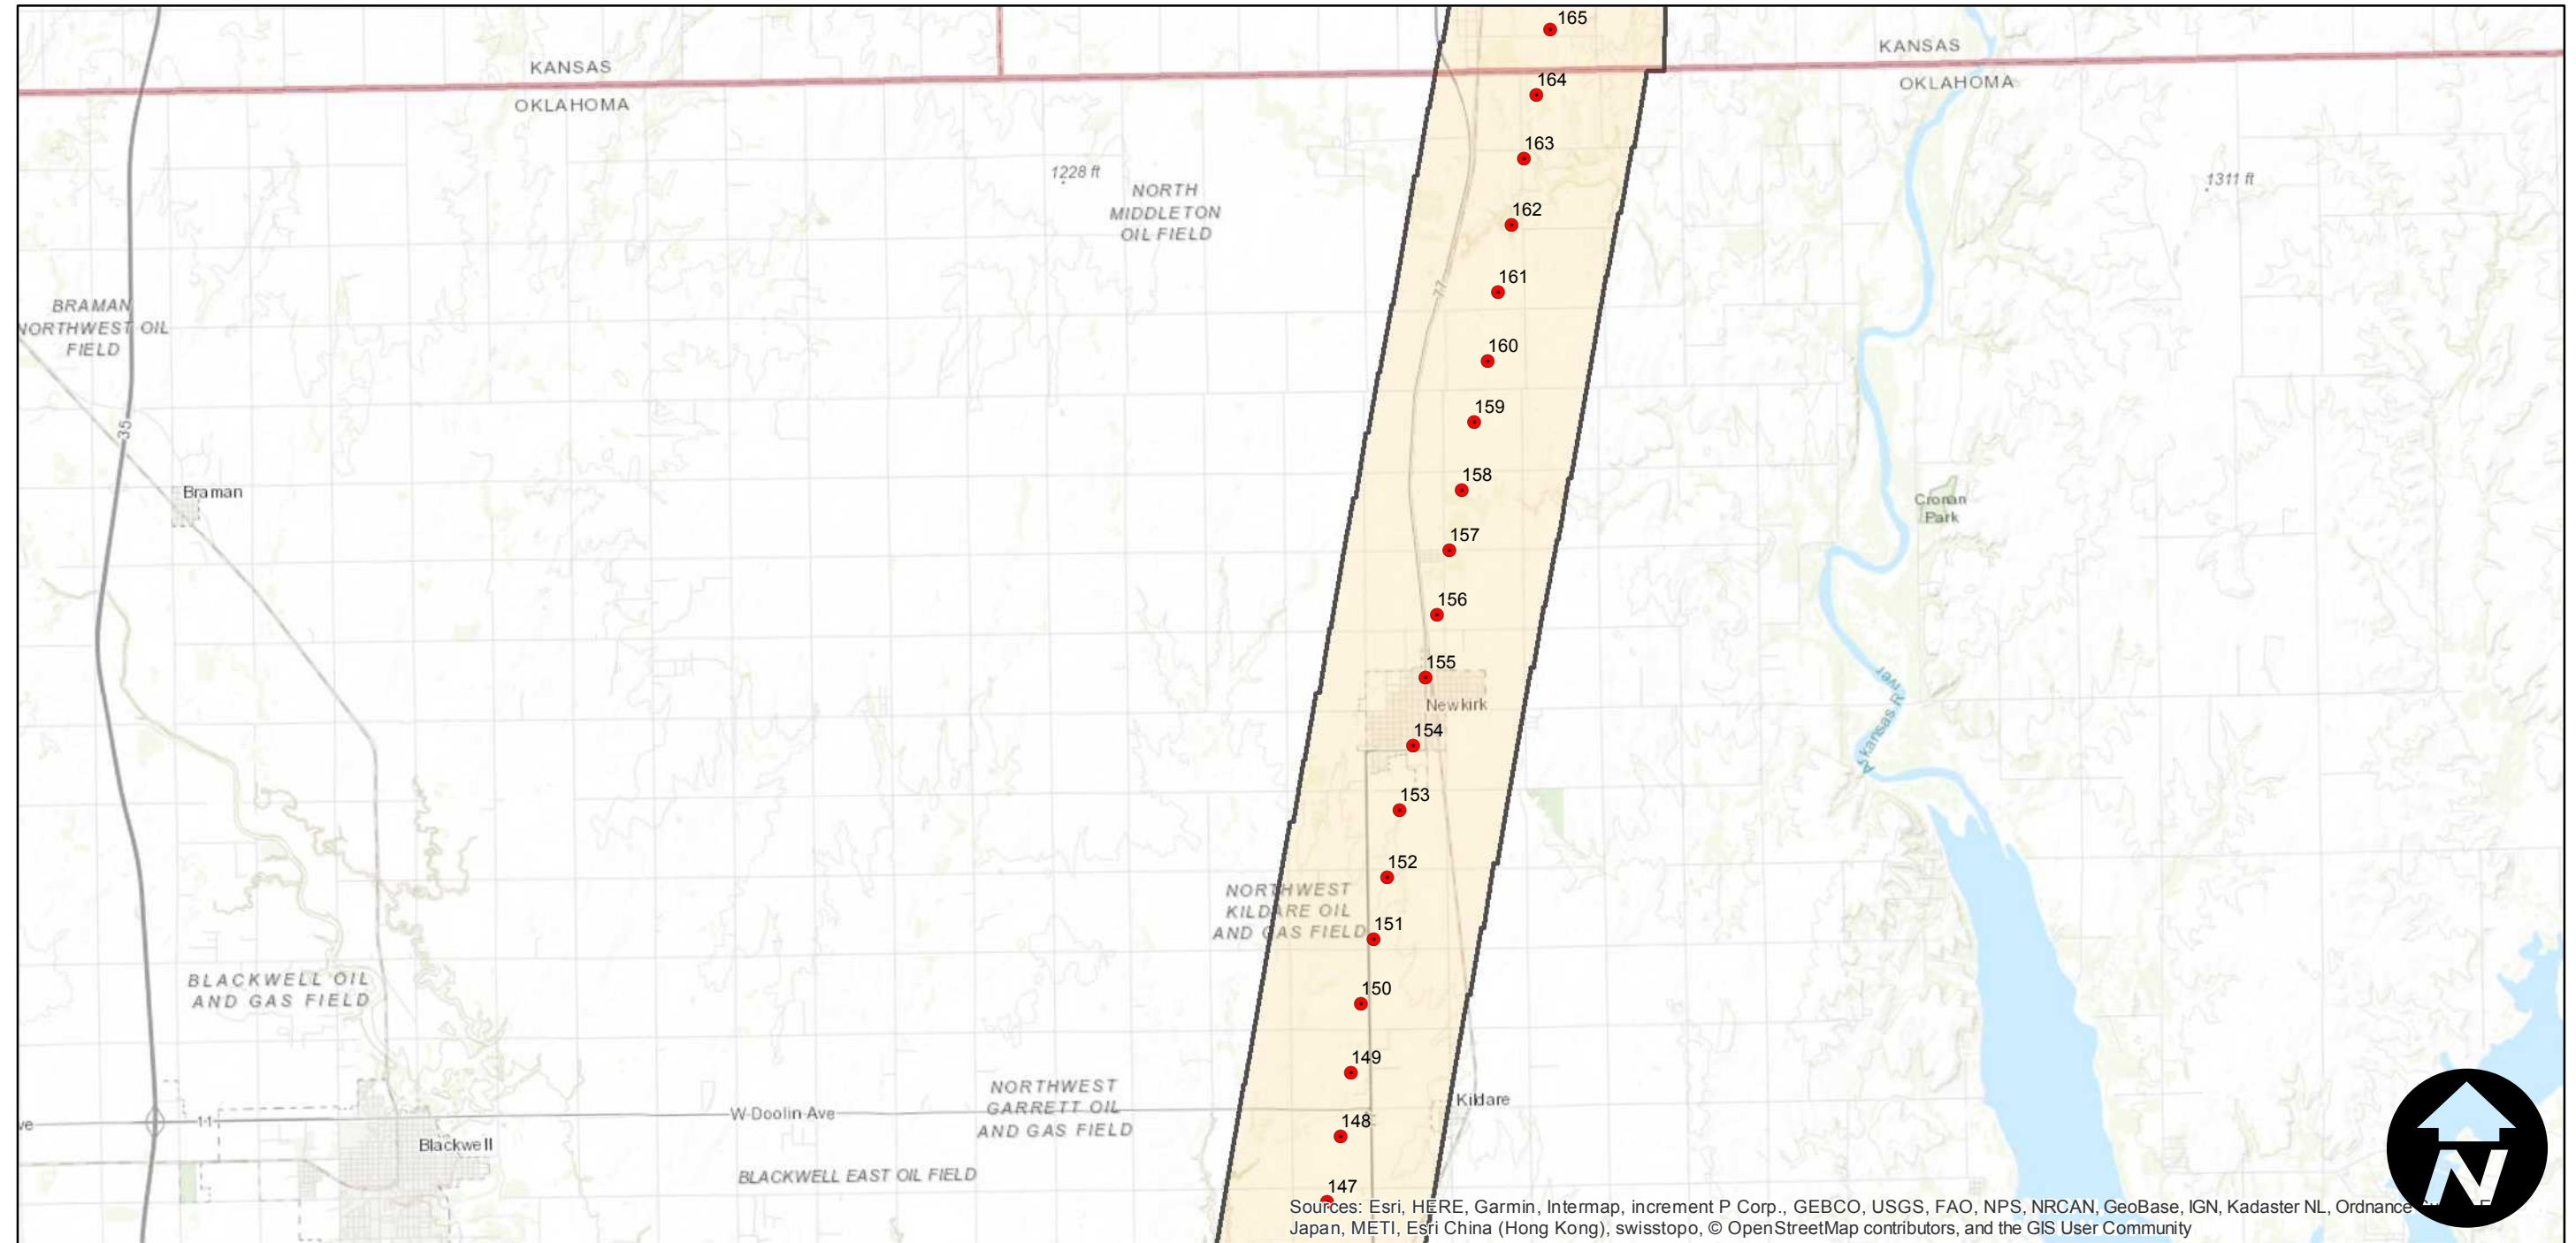 165
KANSAS
KANSAS
OKLAHOMA
OKLAHOMA
164
163
1228 ft
1311 ft
NORTH
MIDDLETON
OIL FIELD
162
161
77
BRAMAN
NORTHWEST OIL
FIELD
160
159
35
158
Braman
Cronan
Park
157
156
155
Newkirk
Arkansas River
154
153
152
NORTHWEST
KILDARE OIL
AND GAS FIELD
151
BLACKWELL OIL
AND GAS FIELD
150
149
NORTHWEST
GARRETT OIL
AND GAS FIELD
Kildare
W Doolin Ave
11
ve
148
Blackwell
BLACKWELL EAST OIL FIELD
147
N
Sources: Esri, HERE, Garmin, Intermap, increment P Corp., GEBCO, USGS, FAO, NPS, NRCAN, GeoBase, IGN, Kadaster NL, Ordnance
Japan, METI, Esri China (Hong Kong), swisstopo, © OpenStreetMap contributors, and the GIS User Community